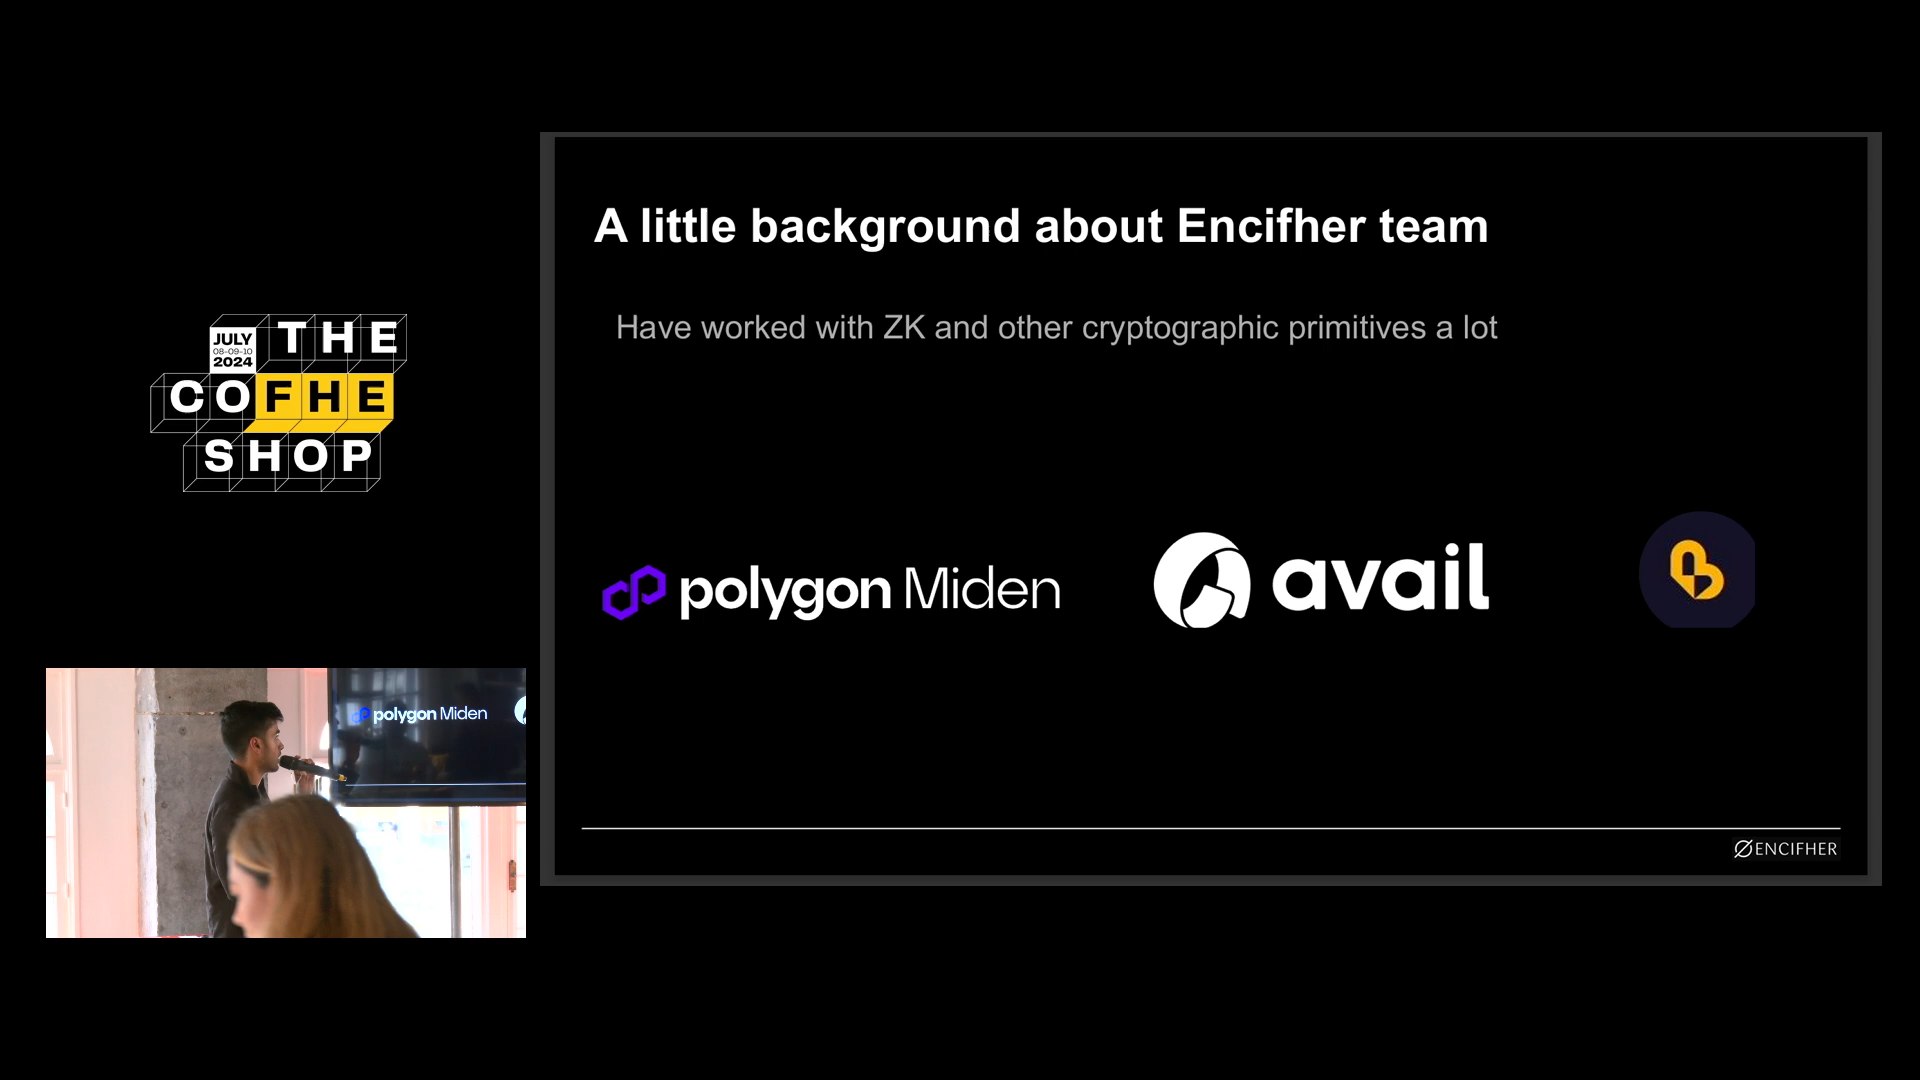 JULY
08-09-10
2024
THE
COFHE
SHOP
A little background about Encifher team
Have worked with ZK and other cryptographic primitives a lot
polygon Miden
avail
ENCIFHER
polygon Miden